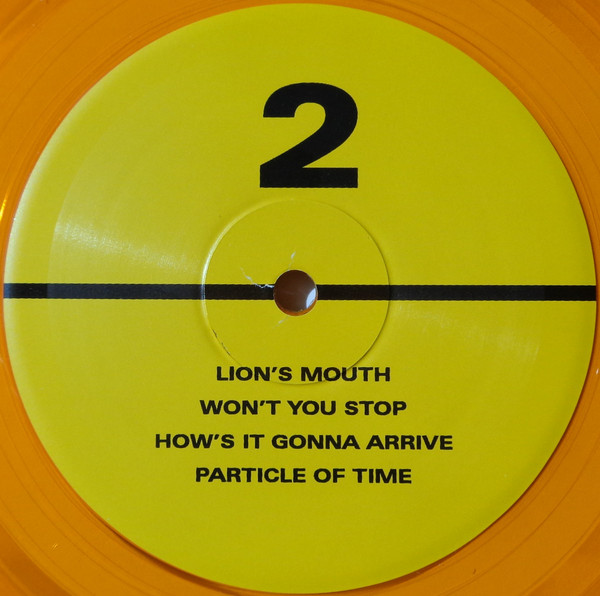 2
LION'S MOUTH
WON'T YOU STOP
HOW'S IT GONNA ARRIVE
PARTICLE OF TIME